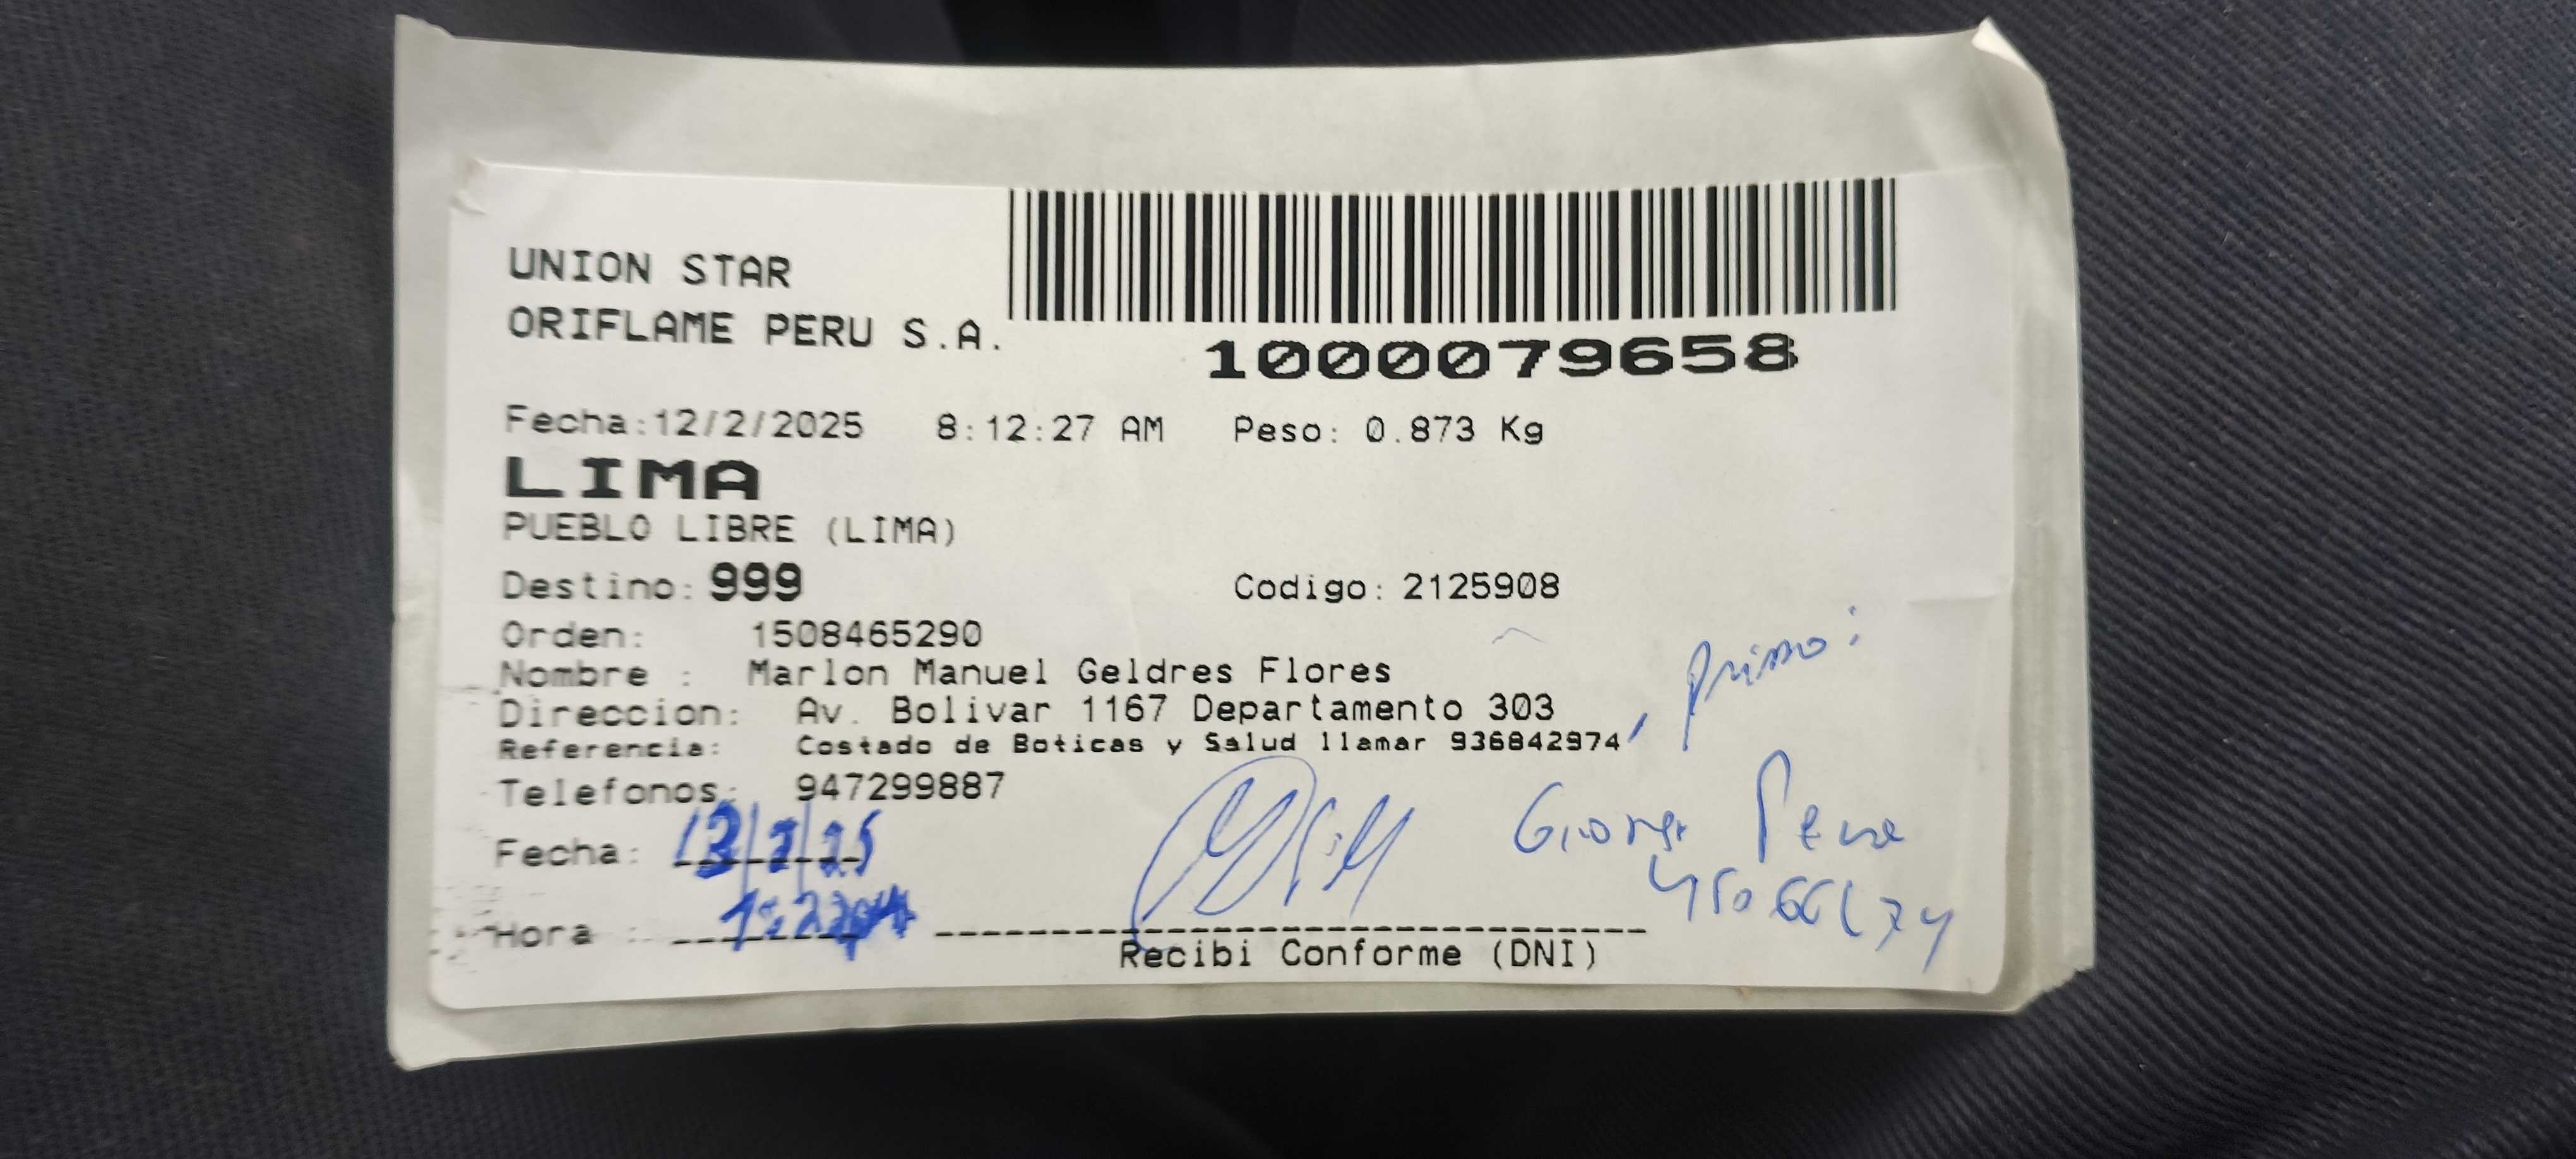 UNION STAR
ORIFLAME PERU S.A.
1000079658
Fecha:12/2/2025 8:12:27 AM Peso: 0.873 Kg
LIMA
PUEBLO LIBRE (LIMA)
Destino: 999 Codigo: 2125908
Orden: 1508465290
Nombre : Marlon Manuel Geldres Flores
Direccion: Av. Bolivar 1167 Departamento 303
Referencia: Costado de Boticas y Salud llamar 936842974
primo:
Telefonos: 947299887
Fecha:
Hora :
Recibi Conforme (DNI)